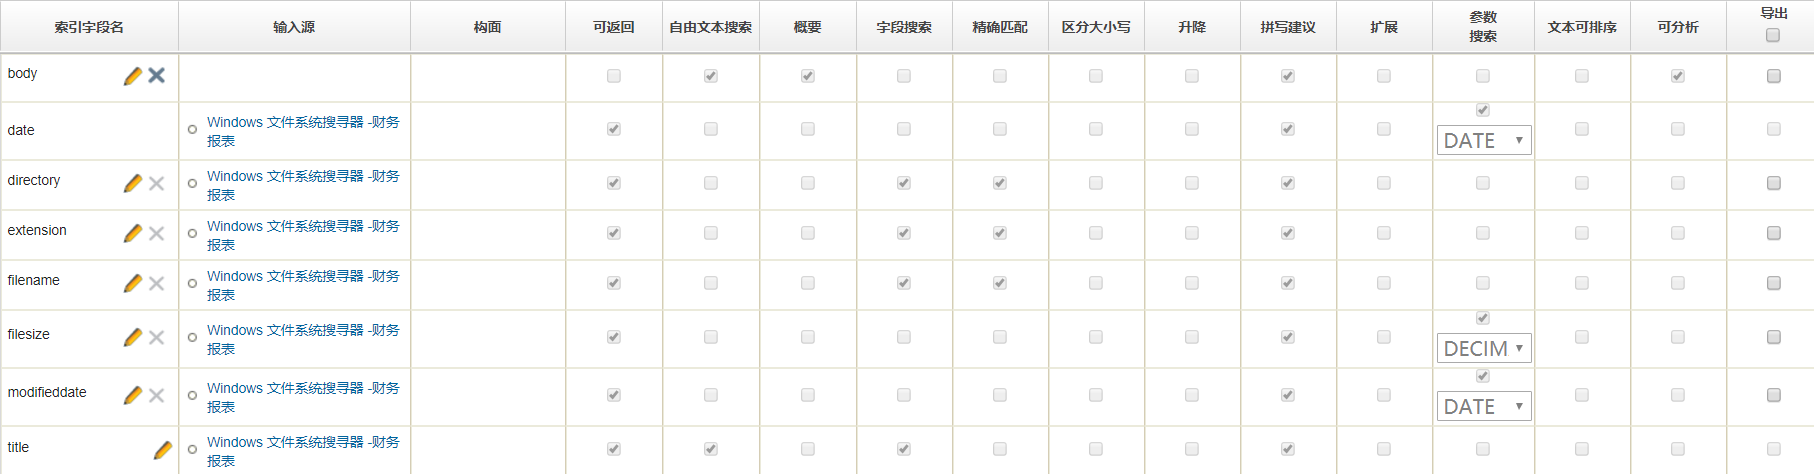 索引字段名 输入源 构面 可返回 自由文本搜索 概要 字段搜索 精确匹配 区分大小写 升降 拼写建议 扩展 参数 搜索 文本可排序 可分析 导出
body
date Windows 文件系统搜寻器 -财务
报表 DATE
directory Windows 文件系统搜寻器 -财务
报表
extension Windows 文件系统搜寻器 -财务
报表
filename Windows 文件系统搜寻器 -财务
报表
filesize Windows 文件系统搜寻器 -财务
报表 DECIM
modifieddate Windows 文件系统搜寻器 -财务
报表 DATE
title Windows 文件系统搜寻器 -财务
报表